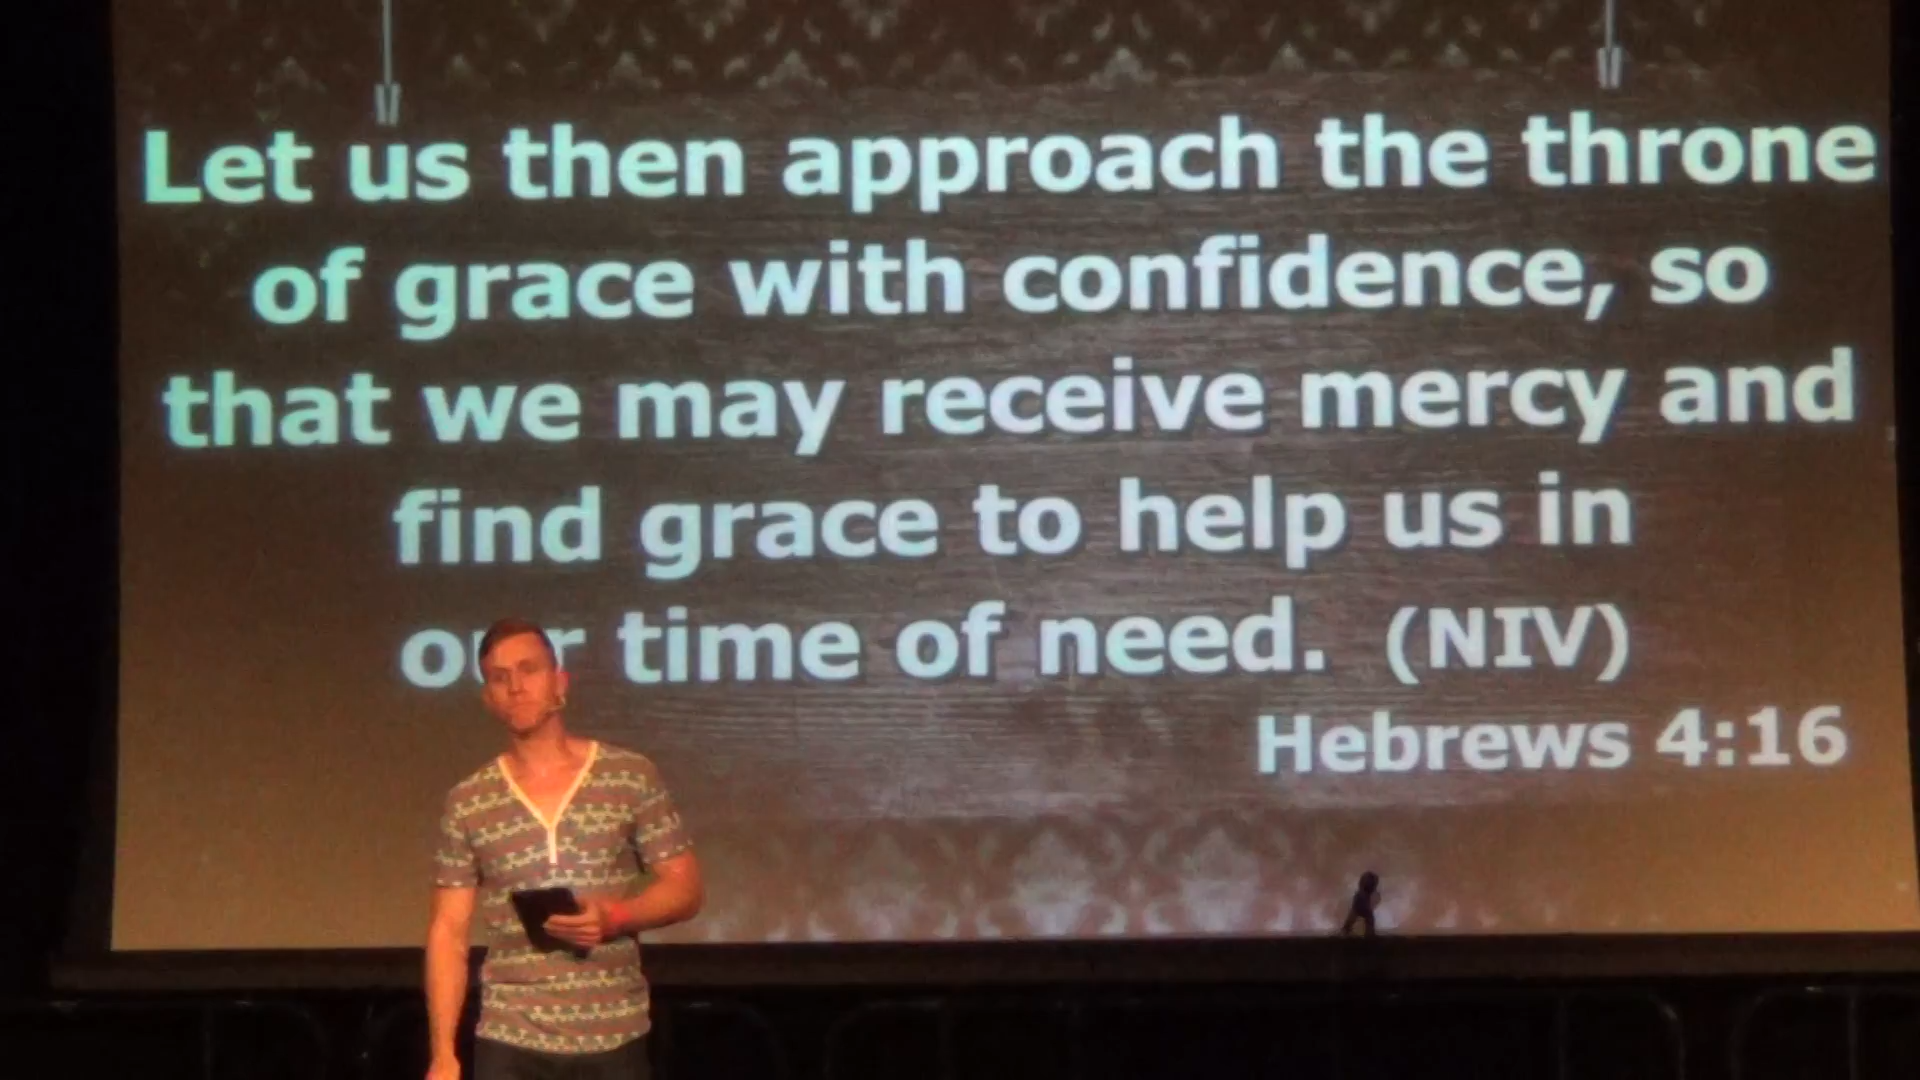 Let us then approach the throne
of grace with confidence, so
that we may receive mercy and
find grace to help us in
our time of need. (NIV)
Hebrews 4:16